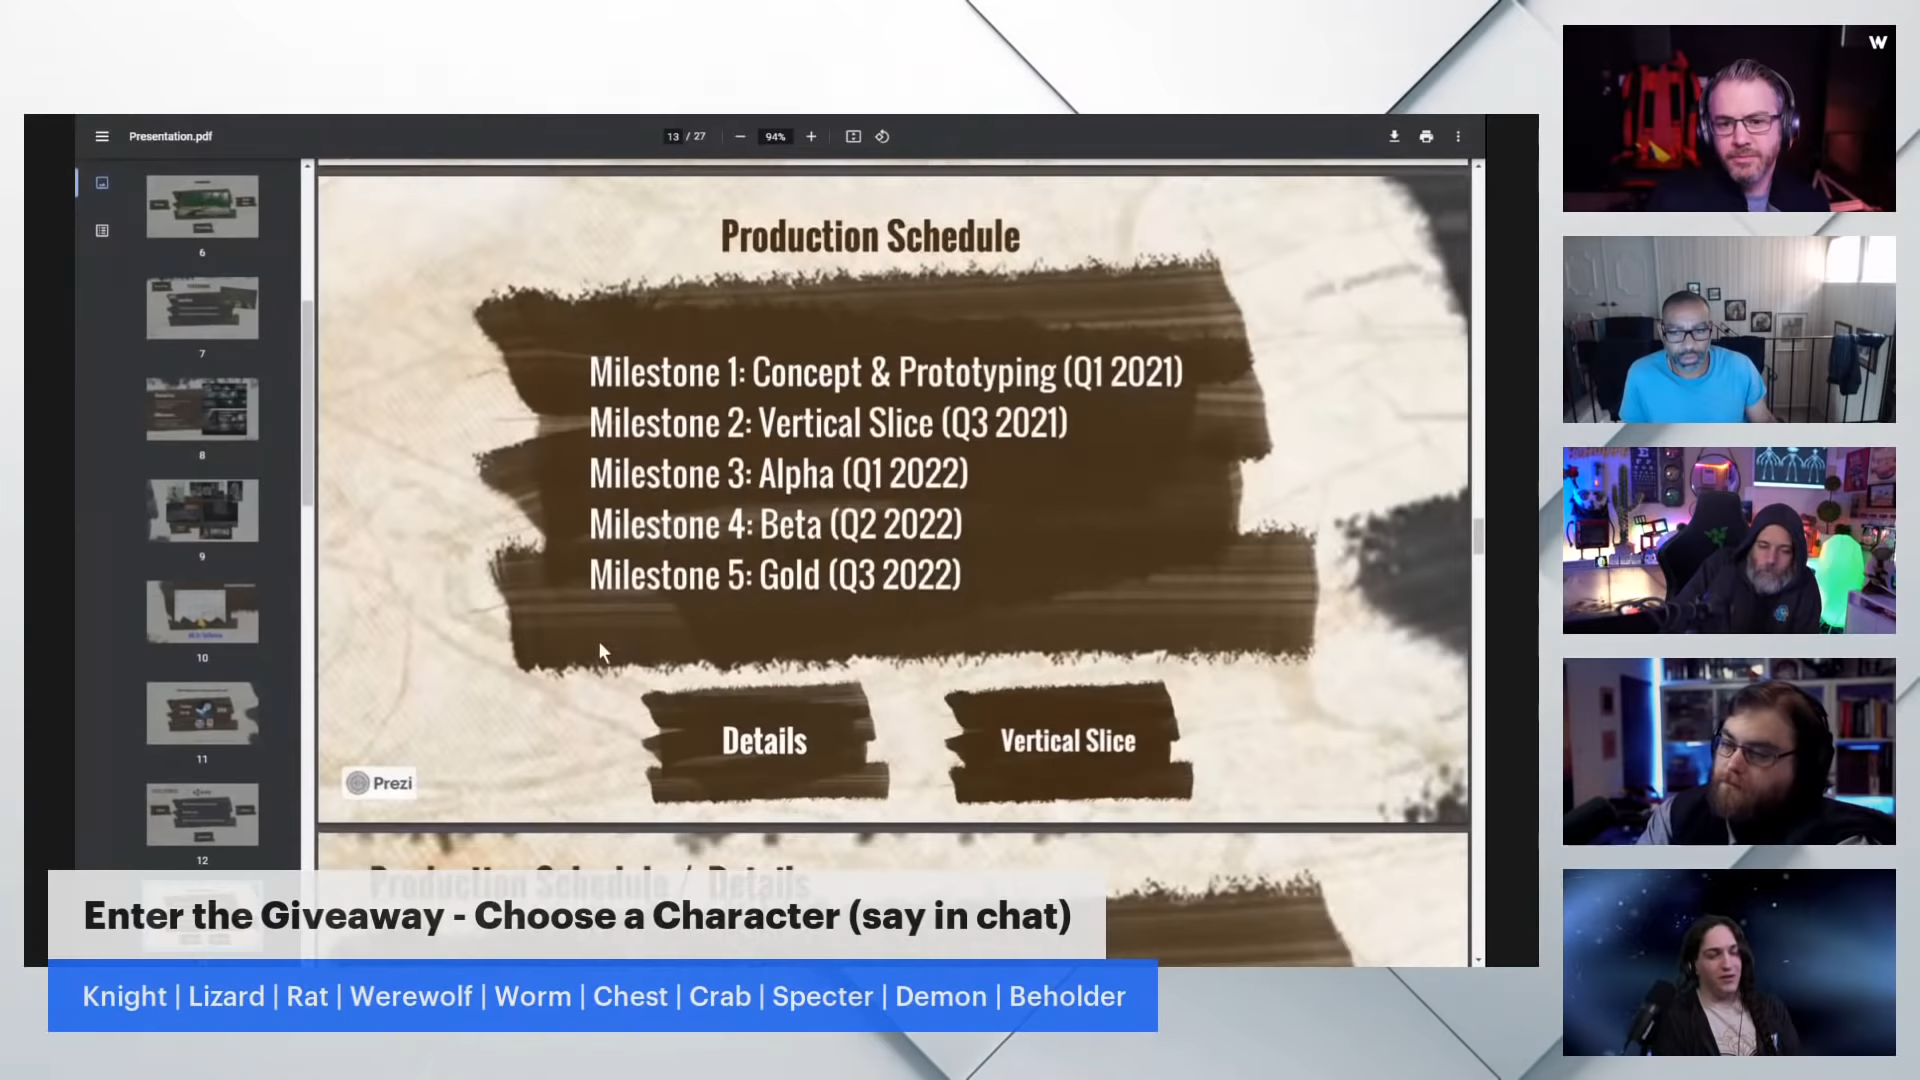 W
Presentation.pdf
13 / 27
94%
6
7
8
9
10
11
12
Production Schedule
Milestone 1: Concept & Prototyping (Q1 2021)
Milestone 2: Vertical Slice (Q3 2021)
Milestone 3: Alpha (Q1 2022)
Milestone 4: Beta (Q2 2022)
Milestone 5: Gold (Q3 2022)
Details
Vertical Slice
Prezi
Production Schedule / Details
Enter the Giveaway - Choose a Character (say in chat)
Knight | Lizard | Rat | Werewolf | Worm | Chest | Crab | Specter | Demon | Beholder